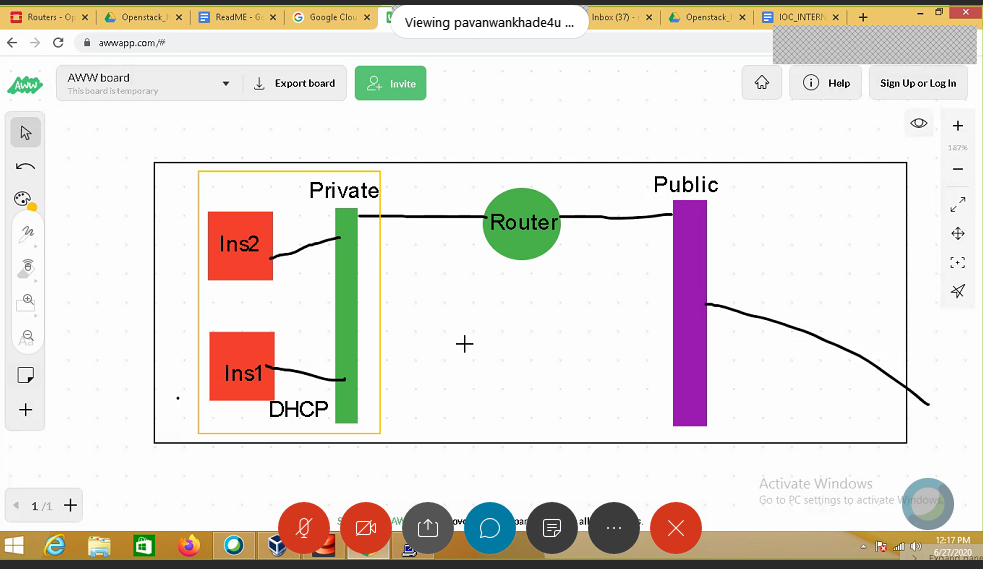 Routers - Op
Openstack_
ReadME - Go
Google Clou
Viewing pavanwankhade4u ...
Inbox (37) -
Openstack_I
IOC_INTERN
awwapp.com/#
AWW
AWW board
This board is temporary
Export board
Invite
Help
Sign Up or Log In
187%
Private
Public
Router
Ins2
Ins1
DHCP
Activate Windows
Go to PC settings to activate Windows.
1/1
12:17 PM
6/27/2020